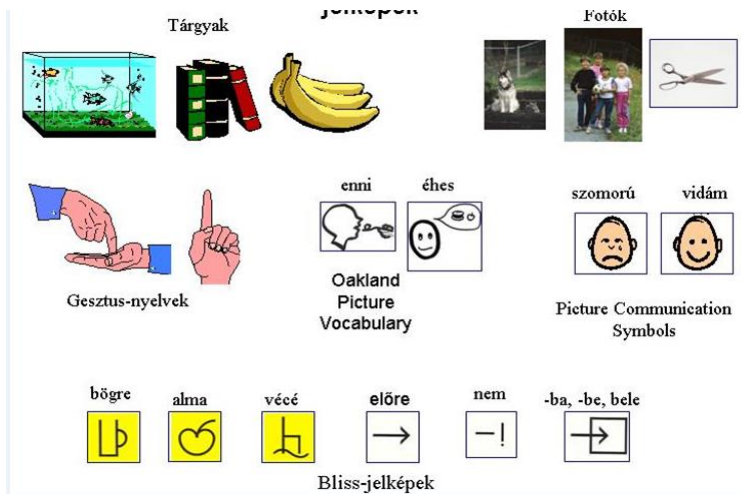 jelképek
Tárgyak
Fotók
enni éhes
szomorú vidám
Gesztus-nyelvek
Oakland
Picture
Vocabulary
Picture Communication
Symbols
bögre alma vécé előre nem -ba, -be, bele
Bliss-jelképek